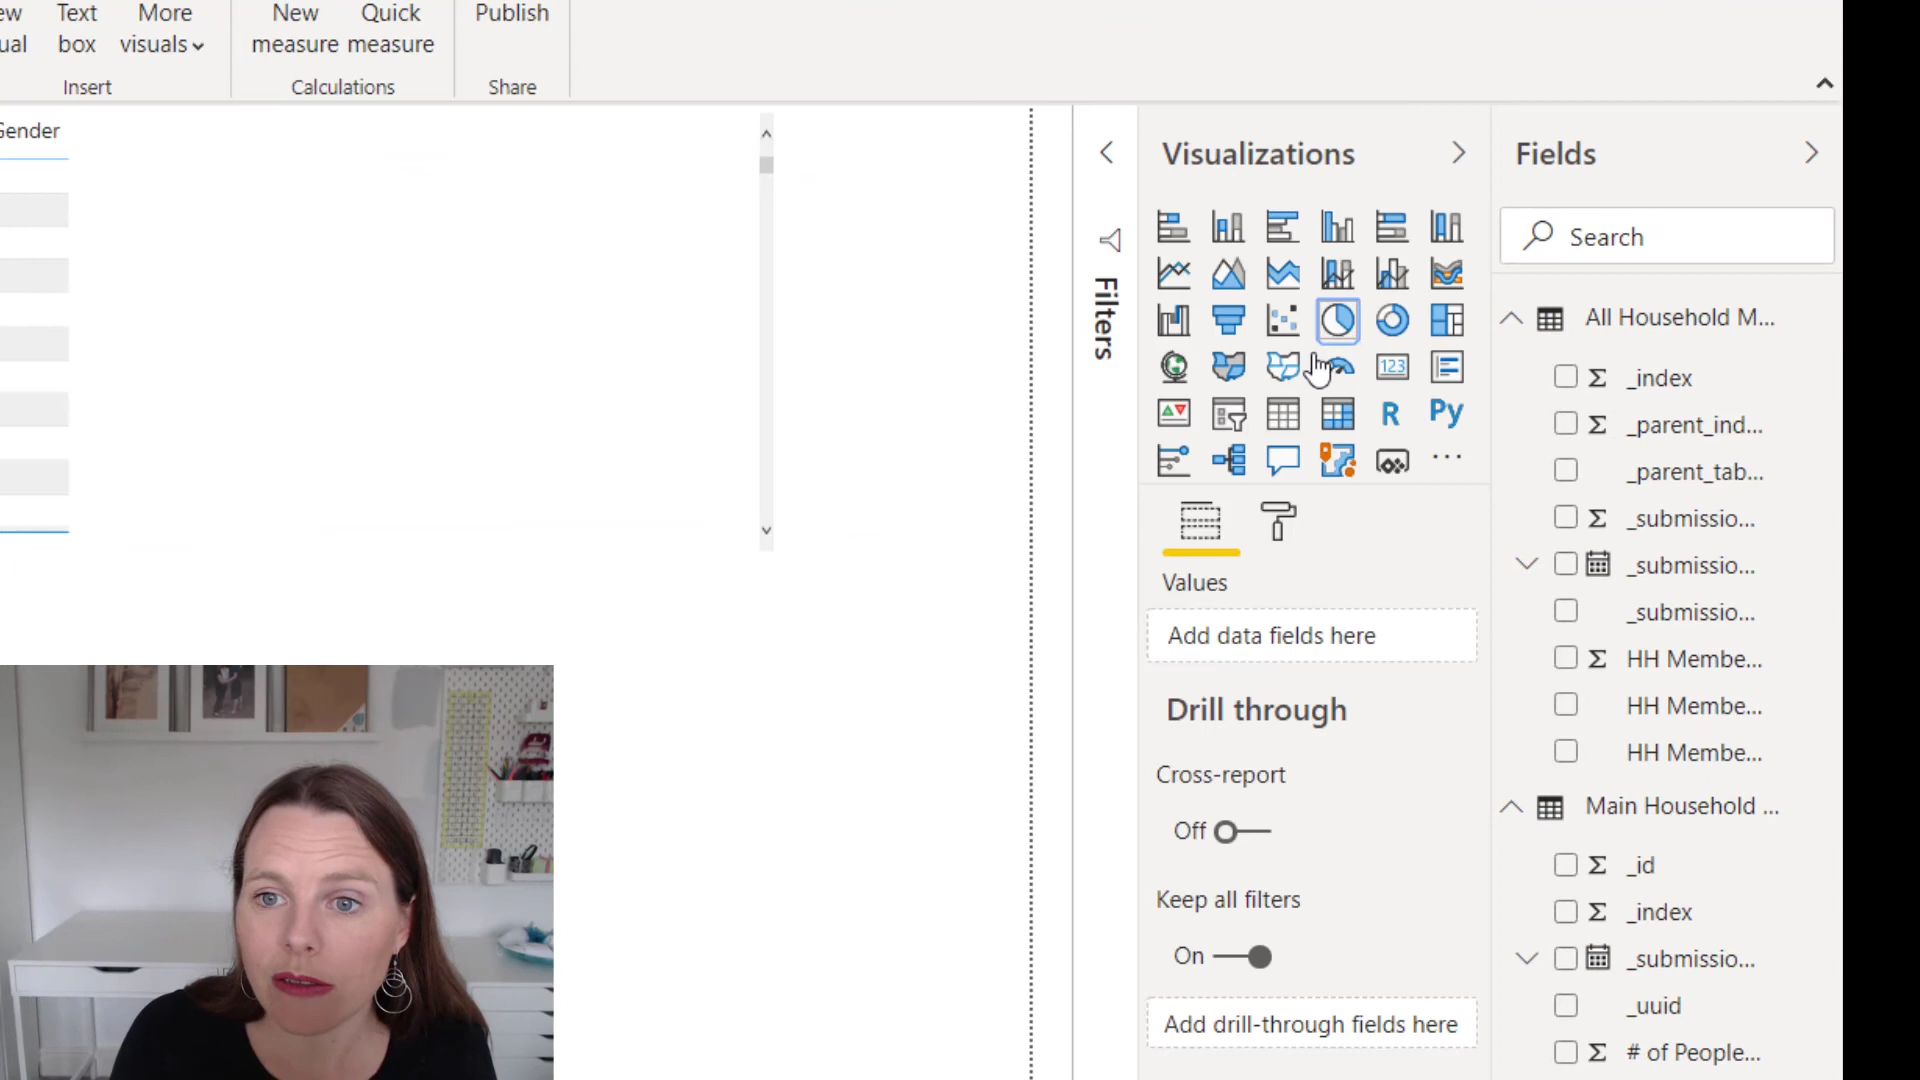 ew
ual
Text
box
More
visuals
Insert
New
measure
Quick
measure
Calculations
Publish
Share
Gender
Filters
Visualizations
123
R
Py
Values
Add data fields here
Drill through
Cross-report
Off
Keep all filters
On
Add drill-through fields here
Fields
Search
All Household M...
Σ _index
Σ _parent_ind...
_parent_tab...
Σ _submissio...
_submissio...
_submissio...
Σ HH Membe...
HH Membe...
HH Membe...
Main Household ...
Σ _id
Σ _index
_submissio...
_uuid
Σ # of People...